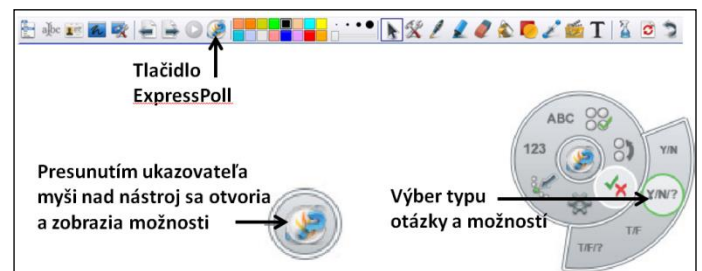 T
Tlačidlo
ExpressPoll
ABC
123
Y/N
Y/N/?
T/F
T/F/?
Presunutím ukazovateľa
myši nad nástroj sa otvoria
a zobrazia možnosti
Výber typu
otázky a možností